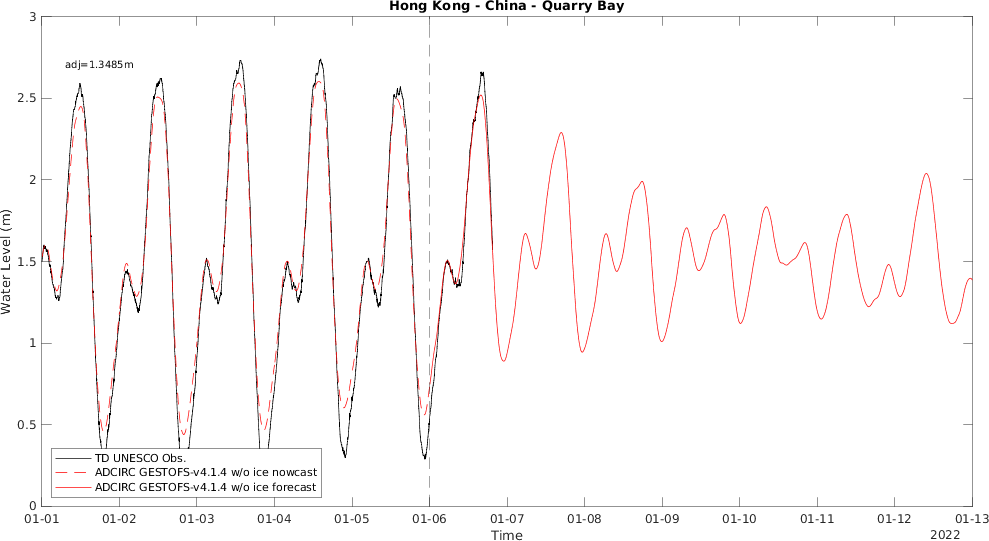 Hong Kong - China - Quarry Bay
3
adj=1.3485m
2.5
2
1.5
1
0.5
0
Water Level (m)
TD UNESCO Obs.
ADCIRC GESTOFS-v4.1.4 w/o ice nowcast
ADCIRC GESTOFS-v4.1.4 w/o ice forecast
01-01 01-02 01-03 01-04 01-05 01-06 01-07 01-08 01-09 01-10 01-11 01-12 01-13
Time
2022